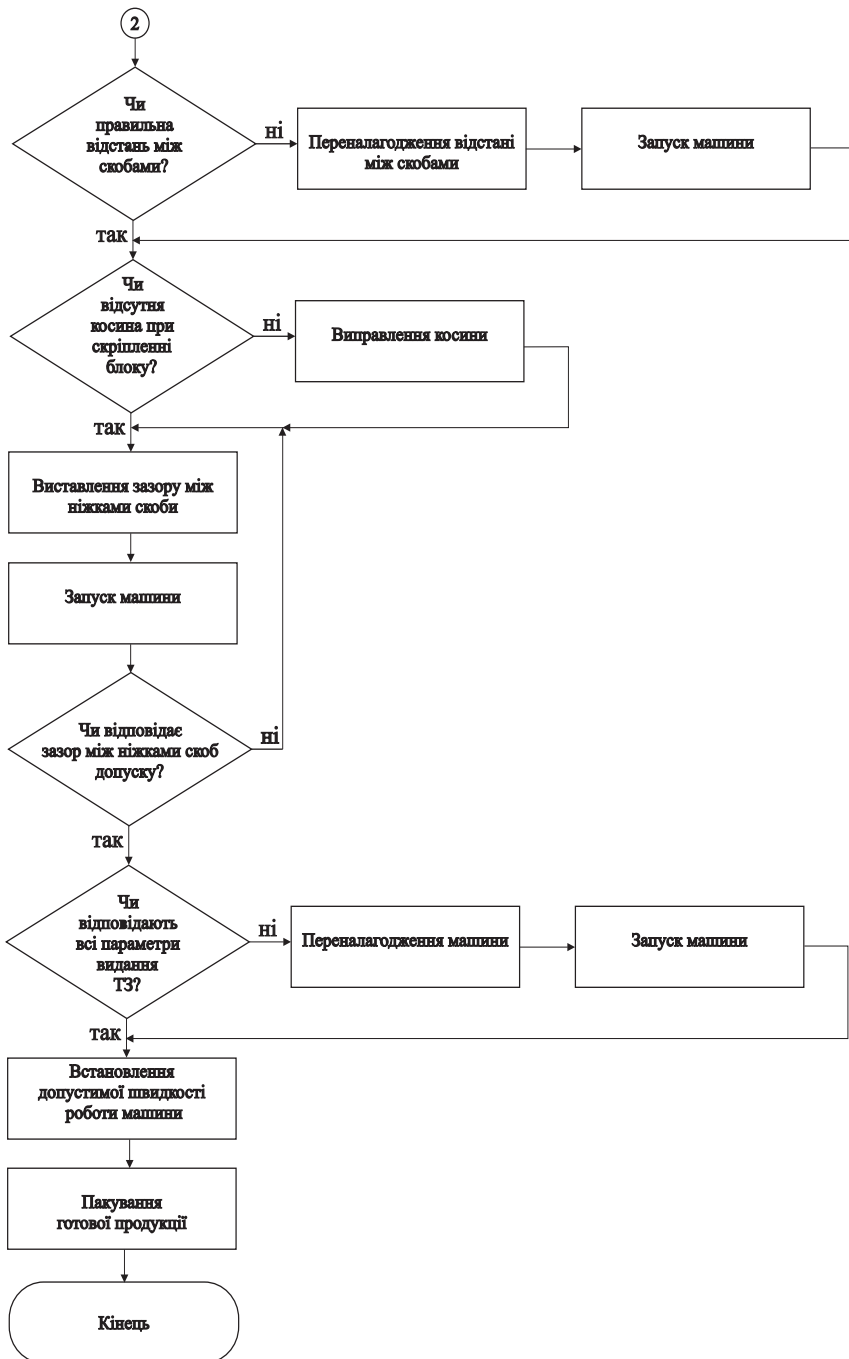 2
Чи
правильна
відстань між
скобами?
ні
Переналагодження відстані
між скобами
Запуск машини
так
Чи
відсутня
косина при
скріпленні
блоку?
ні
Виправлення косини
так
Виставлення зазору між
ніжками скоби
Запуск машини
Чи відповідає
зазор між ніжками скоб
допуску?
ні
так
Чи
відповідають
всі параметри
видання
ТЗ?
ні
Переналагодження машини
Запуск машини
так
Встановлення
допустимої швидкості
роботи машини
Пакування
готової продукції
Кінець